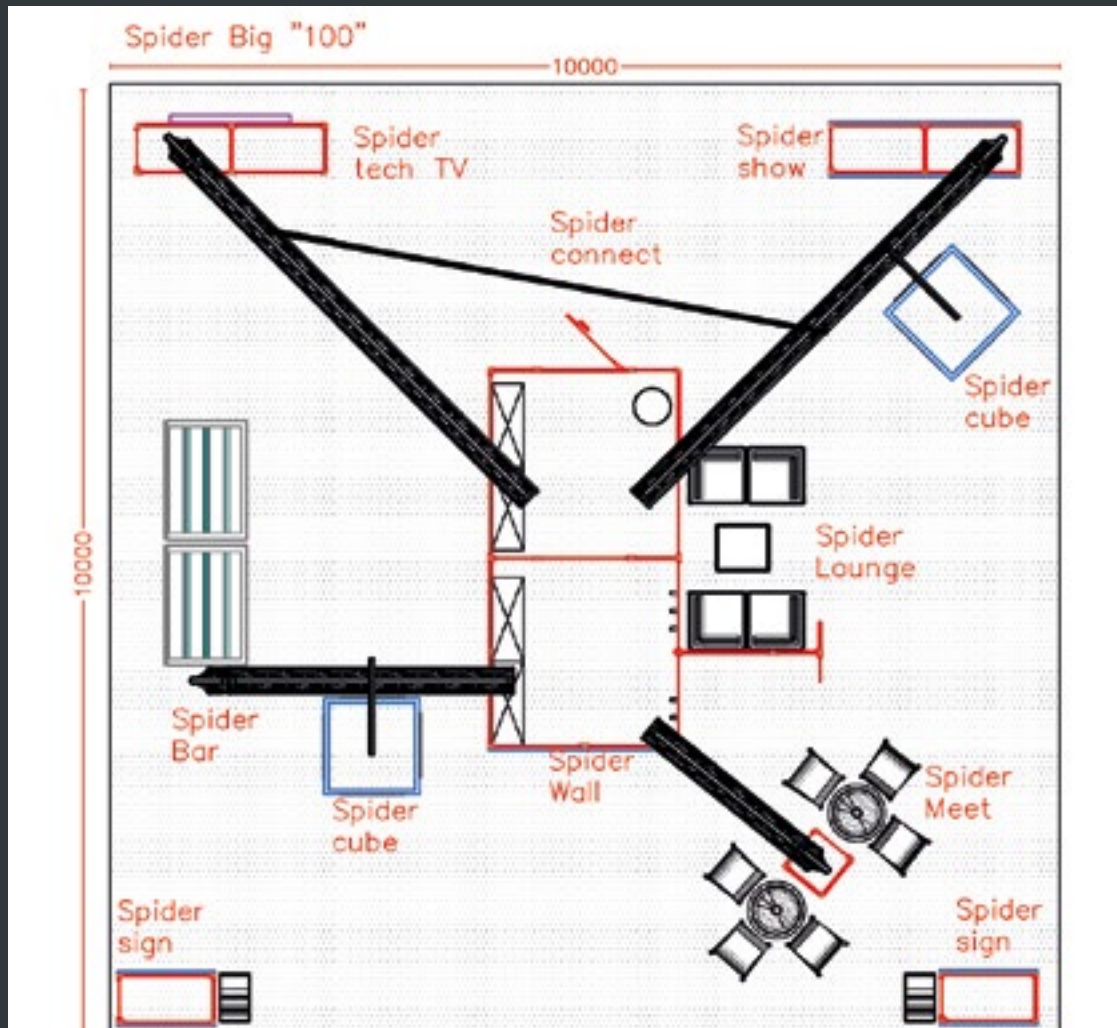 Spider Big "100"
10000
Spider
tech TV
Spider
show
Spider
connect
Spider
cube
10000
Spider
Lounge
Spider
Bar
Spider
Wall
Spider
cube
Spider
Meet
Spider
sign
Spider
sign